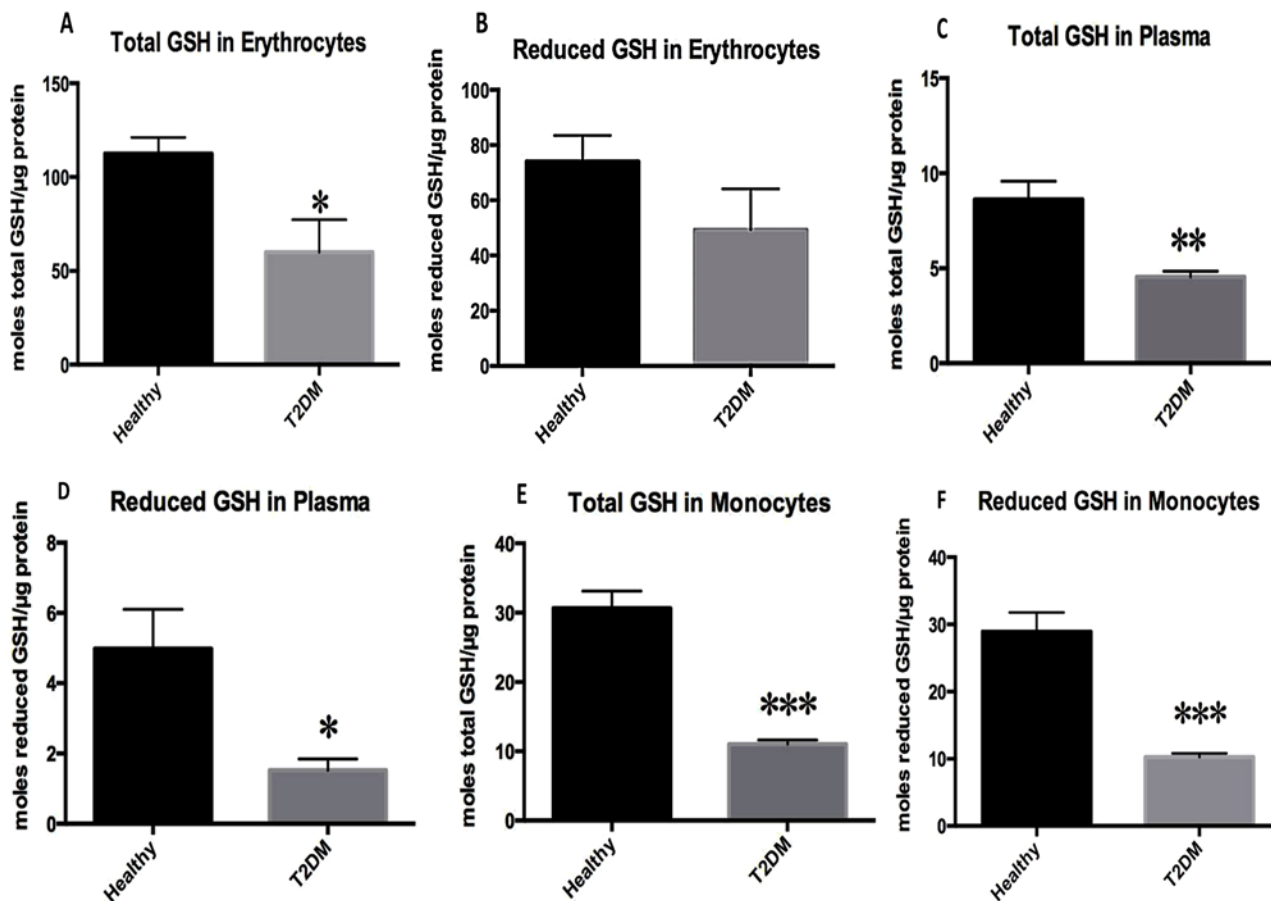 A
Total GSH in Erythrocytes
moles total GSH/µg protein
150
100
50
0
*
Healthy
T2DM
B
Reduced GSH in Erythrocytes
moles reduced GSH/µg protein
100
80
60
40
20
0
Healthy
T2DM
C
Total GSH in Plasma
moles total GSH/µg protein
15
10
5
0
**
Healthy
T2DM
D
Reduced GSH in Plasma
moles reduced GSH/µg protein
8
6
4
2
0
*
Healthy
T2DM
E
Total GSH in Monocytes
moles total GSH/µg protein
40
30
20
10
0
***
Healthy
T2DM
F
Reduced GSH in Monocytes
moles reduced GSH/µg protein
40
30
20
10
0
***
Healthy
T2DM